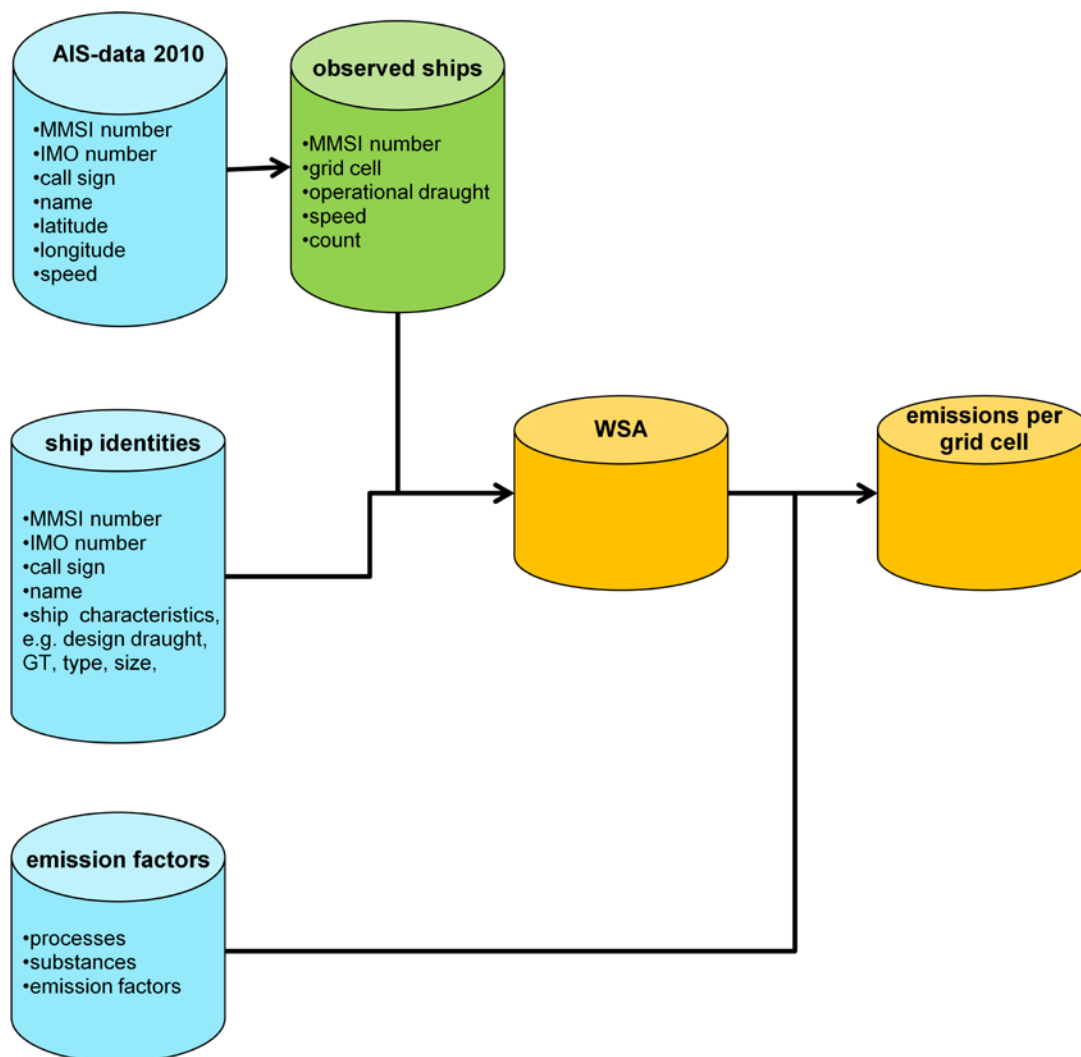 AIS-data 2010
•MMSI number
•IMO number
•call sign
•name
•latitude
•longitude
•speed
observed ships
•MMSI number
•grid cell
•operational draught
•speed
•count
ship identities
•MMSI number
•IMO number
•call sign
•name
•ship characteristics,
e.g. design draught,
GT, type, size,
WSA
emissions per
grid cell
emission factors
•processes
•substances
•emission factors